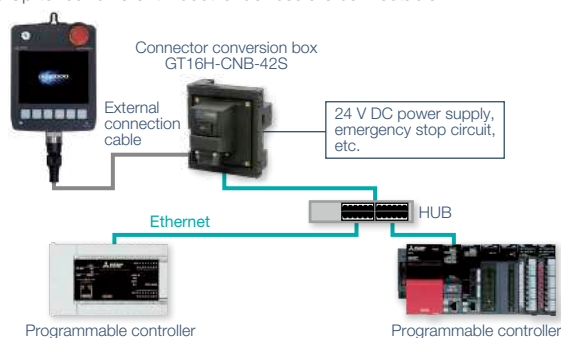 Connector conversion box
GT16H-CNB-42S
External
connection
cable
24 V DC power supply,
emergency stop circuit,
etc.
HUB
Ethernet
Programmable controller
Programmable controller